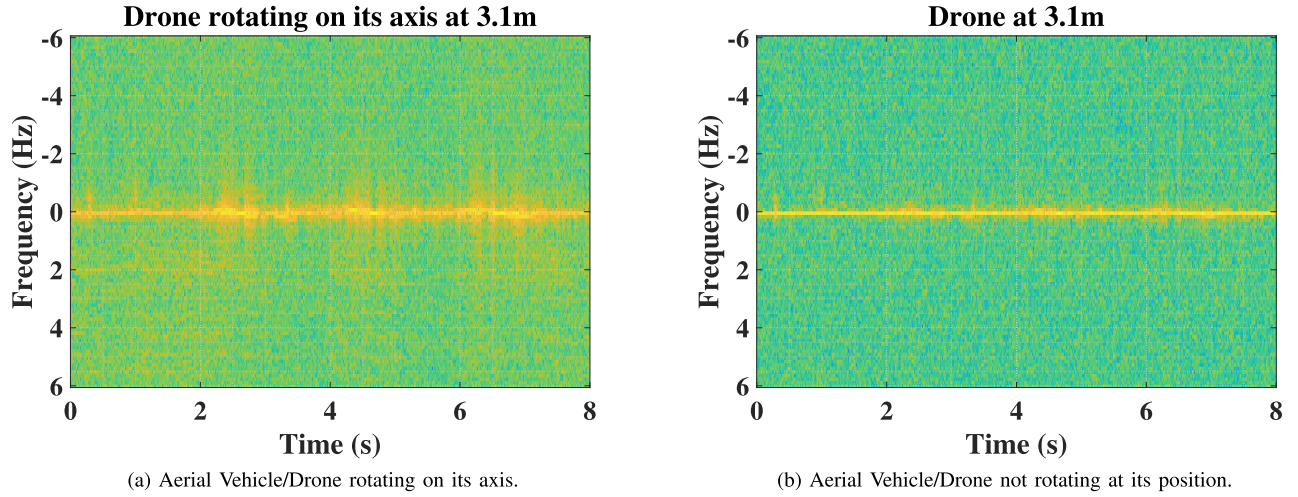 Drone rotating on its axis at 3.1m
-6
-4
-2
0
2
4
6
Frequency (Hz)
0 2 4 6 8
Time (s)
(a) Aerial Vehicle/Drone rotating on its axis.
Drone at 3.1m
-6
-4
-2
0
2
4
6
Frequency (Hz)
0 2 4 6 8
Time (s)
(b) Aerial Vehicle/Drone not rotating at its position.